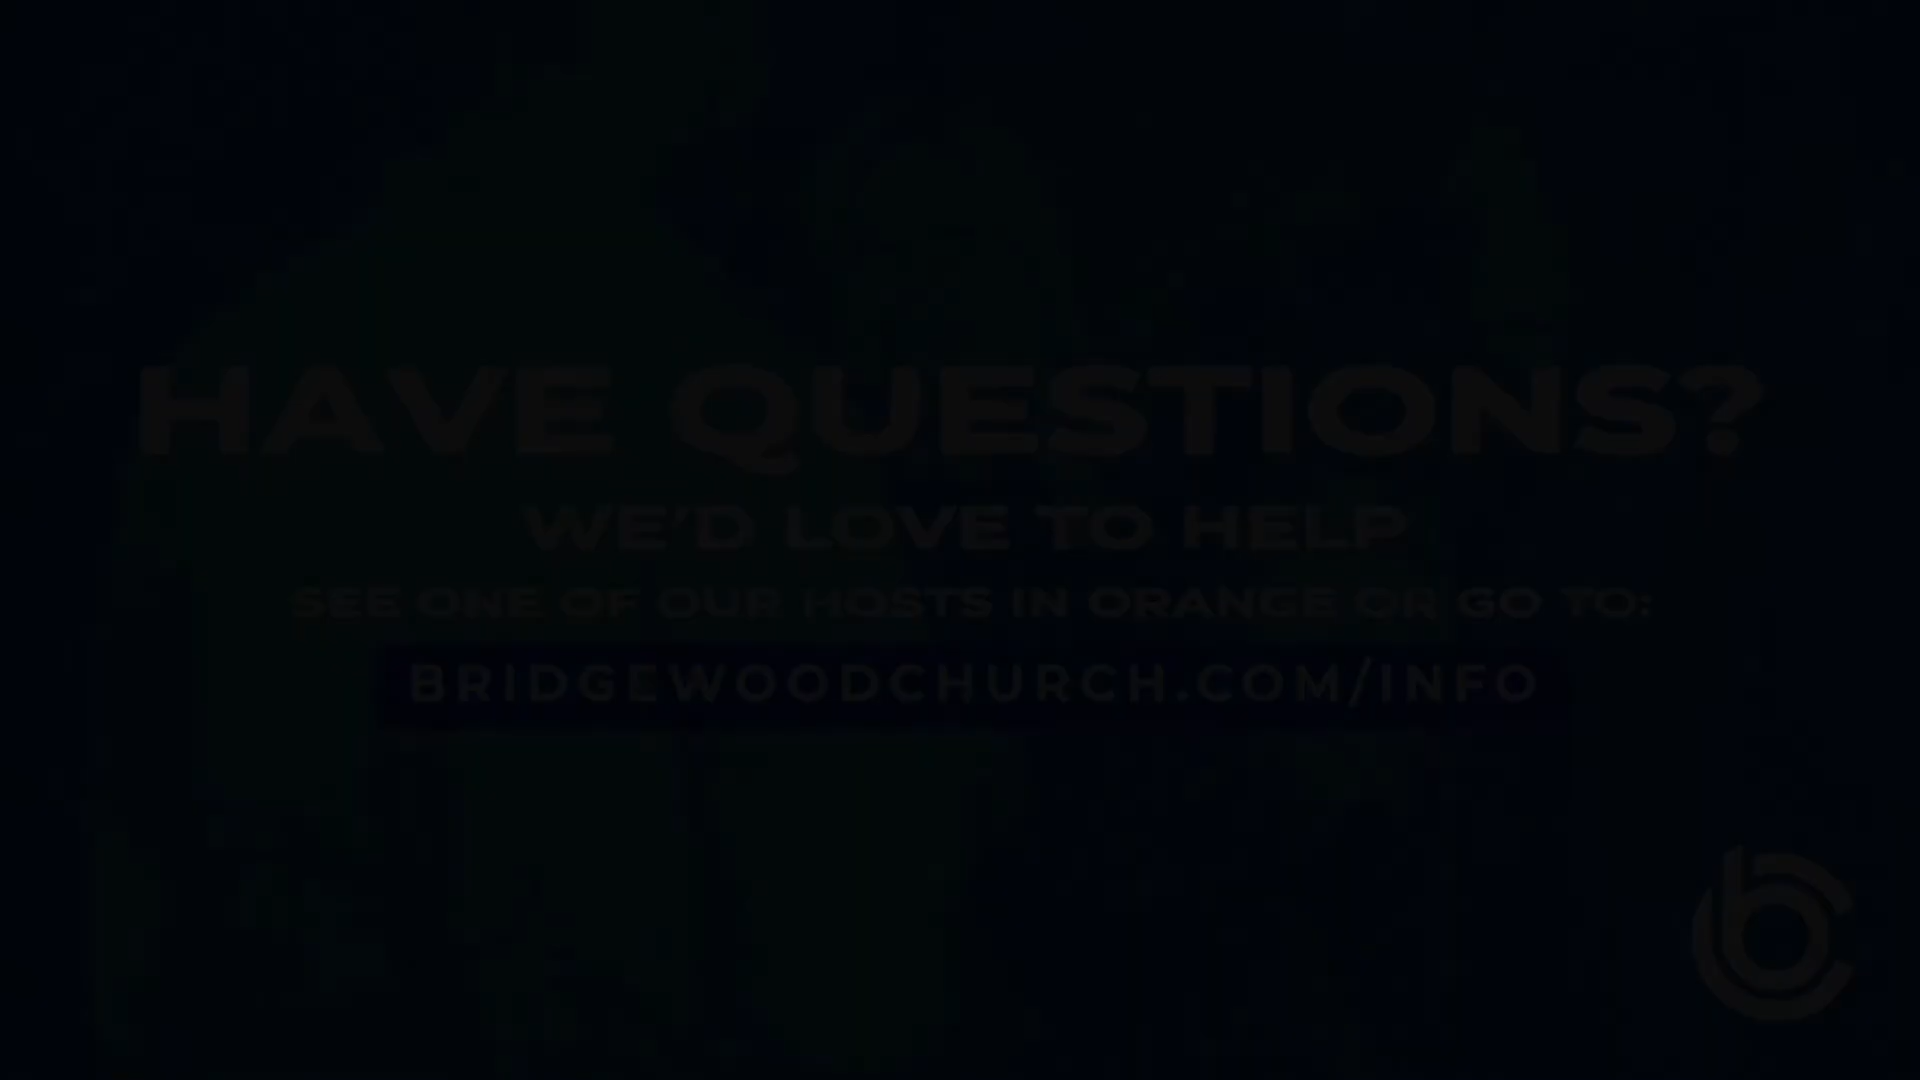 HAVE QUESTIONS?
WE'D LOVE TO HELP
SEE ONE OF OUR HOSTS IN ORANGE OR GO TO:
BRIDGEWOODCHURCH.COM/INFO